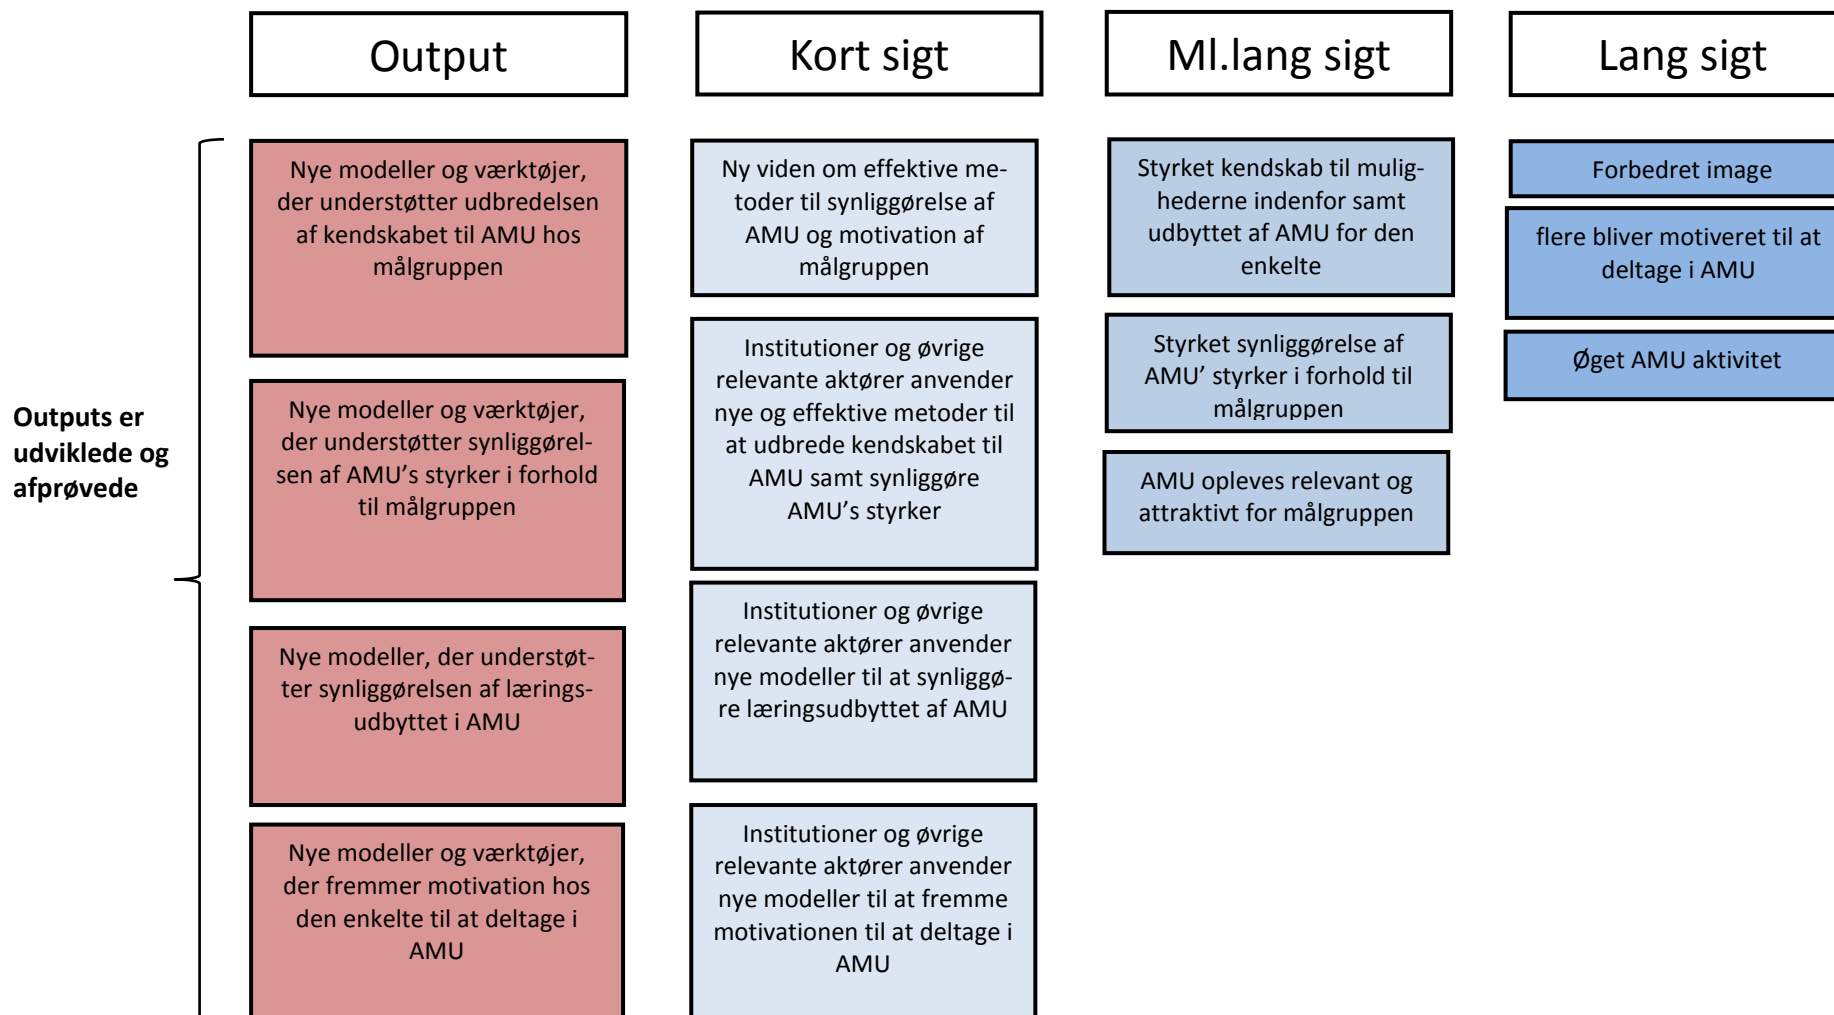 Output
Kort sigt
Ml.lang sigt
Lang sigt
Outputs er
udviklede og
afprøvede
Nye modeller og værktøjer,
der understøtter udbredelsen
af kendskabet til AMU hos
målgruppen
Nye modeller og værktøjer,
der understøtter synliggørel-
sen af AMU's styrker i forhold
til målgruppen
Nye modeller, der understøt-
ter synliggørelsen af lærings-
udbyttet i AMU
Nye modeller og værktøjer,
der fremmer motivation hos
den enkelte til at deltage i
AMU
Ny viden om effektive me-
toder til synliggørelse af
AMU og motivation af
målgruppen
Institutioner og øvrige
relevante aktører anvender
nye og effektive metoder til
at udbrede kendskabet til
AMU samt synliggøre
AMU's styrker
Institutioner og øvrige
relevante aktører anvender
nye modeller til at synliggø-
re læringsudbyttet af AMU
Institutioner og øvrige
relevante aktører anvender
nye modeller til at fremme
motivationen til at deltage i
AMU
Styrket kendskab til mulig-
hederne indenfor samt
udbyttet af AMU for den
enkelte
Styrket synliggørelse af
AMU' styrker i forhold til
målgruppen
AMU opleves relevant og
attraktivt for målgruppen
Forbedret image
flere bliver motiveret til at
deltage i AMU
Øget AMU aktivitet